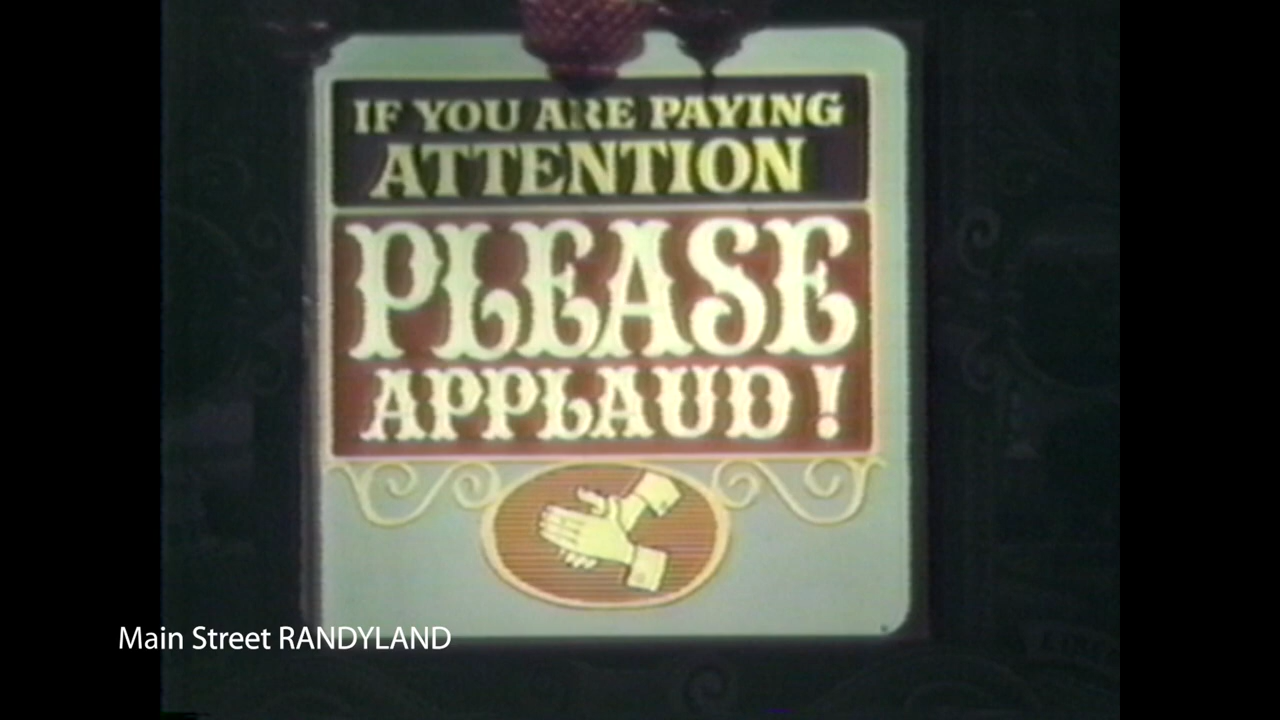 IF YOU ARE PAYING
ATTENTION
PLEASE
APPLAUD!
Main Street RANDYLAND